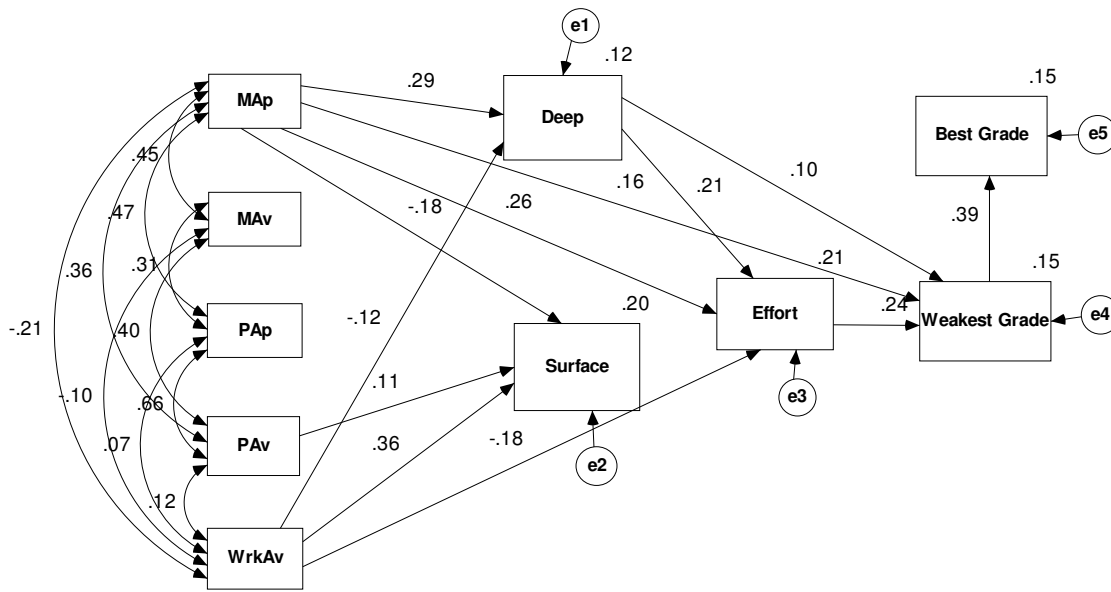 e1
.12
.29
.15
MAp
Deep
Best Grade
e5
.45
.16
.21
.10
-.18
.26
.47
MAv
.39
.36
.31
.21
.15
.20
.24
Effort
Weakest Grade
e4
-.21
.40
PAp
-.12
Surface
-.10
.66
.11
e3
.07
PAv
.36
-.18
e2
.12
WrkAv